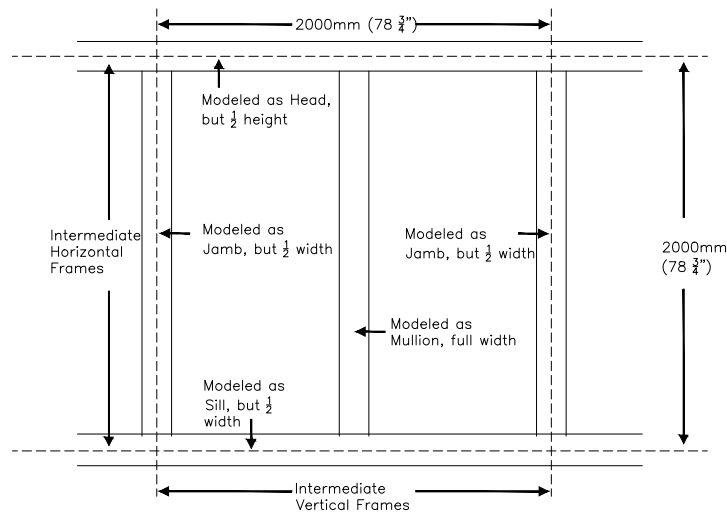 2000mm (78 ¾")
Modeled as Head,
but ½ height
Intermediate
Horizontal
Frames
Modeled as
Jamb, but ½ width
Modeled as
Jamb, but ½ width
2000mm
(78 ¾")
Modeled as
Mullion, full width
Modeled as
Sill, but ½
width
Intermediate
Vertical Frames